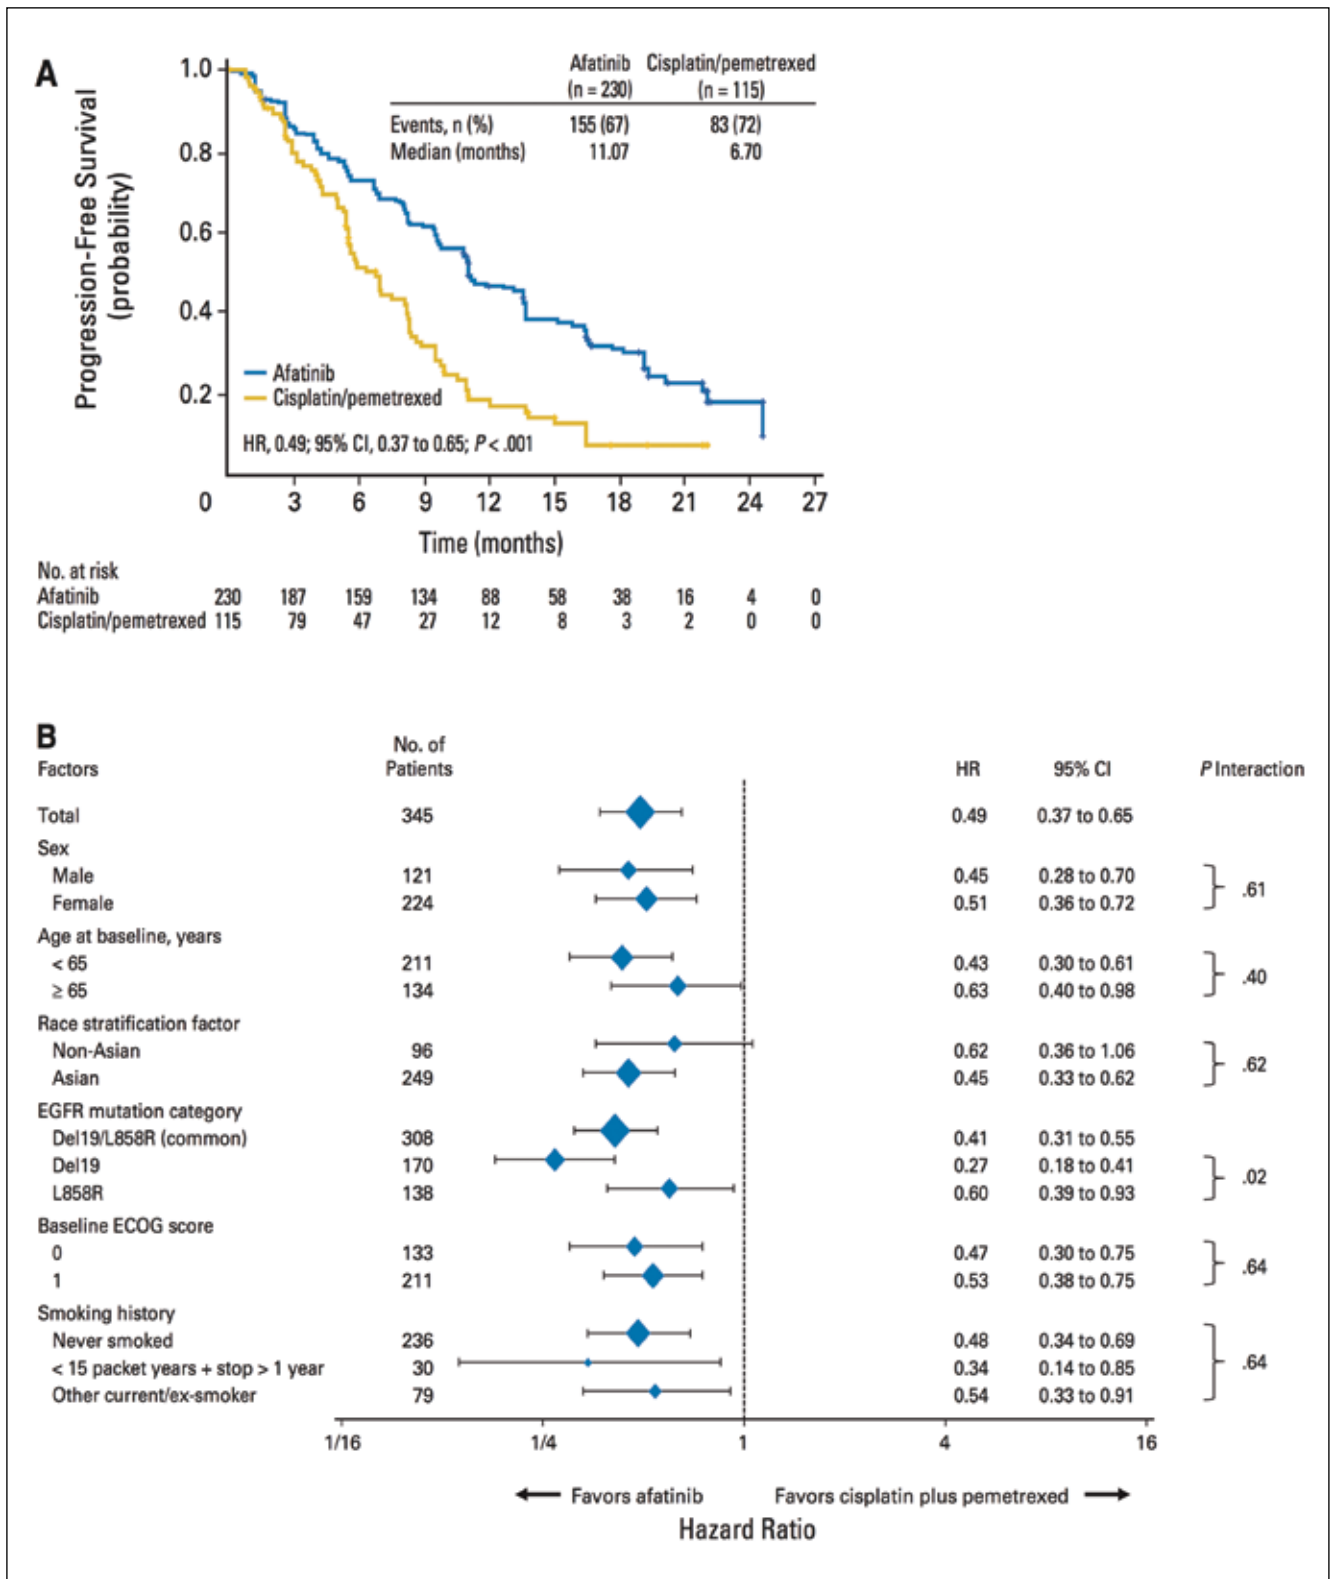 A
Progression-Free Survival
(probability)
1.0
0.8
0.6
0.4
0.2
Afatinib Cisplatin/pemetrexed
(n = 230) (n = 115)
Events, n (%) 155 (67) 83 (72)
Median (months) 11.07 6.70
Afatinib
Cisplatin/pemetrexed
HR, 0.49; 95% CI, 0.37 to 0.65; P < .001
0 3 6 9 12 15 18 21 24 27
Time (months)
No. at risk
Afatinib 230 187 159 134 88 58 38 16 4 0
Cisplatin/pemetrexed 115 79 47 27 12 8 3 2 0 0
B
Factors No. of Patients HR 95% CI P Interaction
Total 345 0.49 0.37 to 0.65
Sex
Male 121 0.45 0.28 to 0.70
.61
Female 224 0.51 0.36 to 0.72
Age at baseline, years
< 65 211 0.43 0.30 to 0.61
.40
≥ 65 134 0.63 0.40 to 0.98
Race stratification factor
Non-Asian 96 0.62 0.36 to 1.06
.62
Asian 249 0.45 0.33 to 0.62
EGFR mutation category
Del19/L858R (common) 308 0.41 0.31 to 0.55
Del19 170 0.27 0.18 to 0.41
.02
L858R 138 0.60 0.39 to 0.93
Baseline ECOG score
0 133 0.47 0.30 to 0.75
.64
1 211 0.53 0.38 to 0.75
Smoking history
Never smoked 236 0.48 0.34 to 0.69
< 15 packet years + stop > 1 year 30 0.34 0.14 to 0.85
.64
Other current/ex-smoker 79 0.54 0.33 to 0.91
1/16 1/4 1 4 16
Favors afatinib Favors cisplatin plus pemetrexed
Hazard Ratio